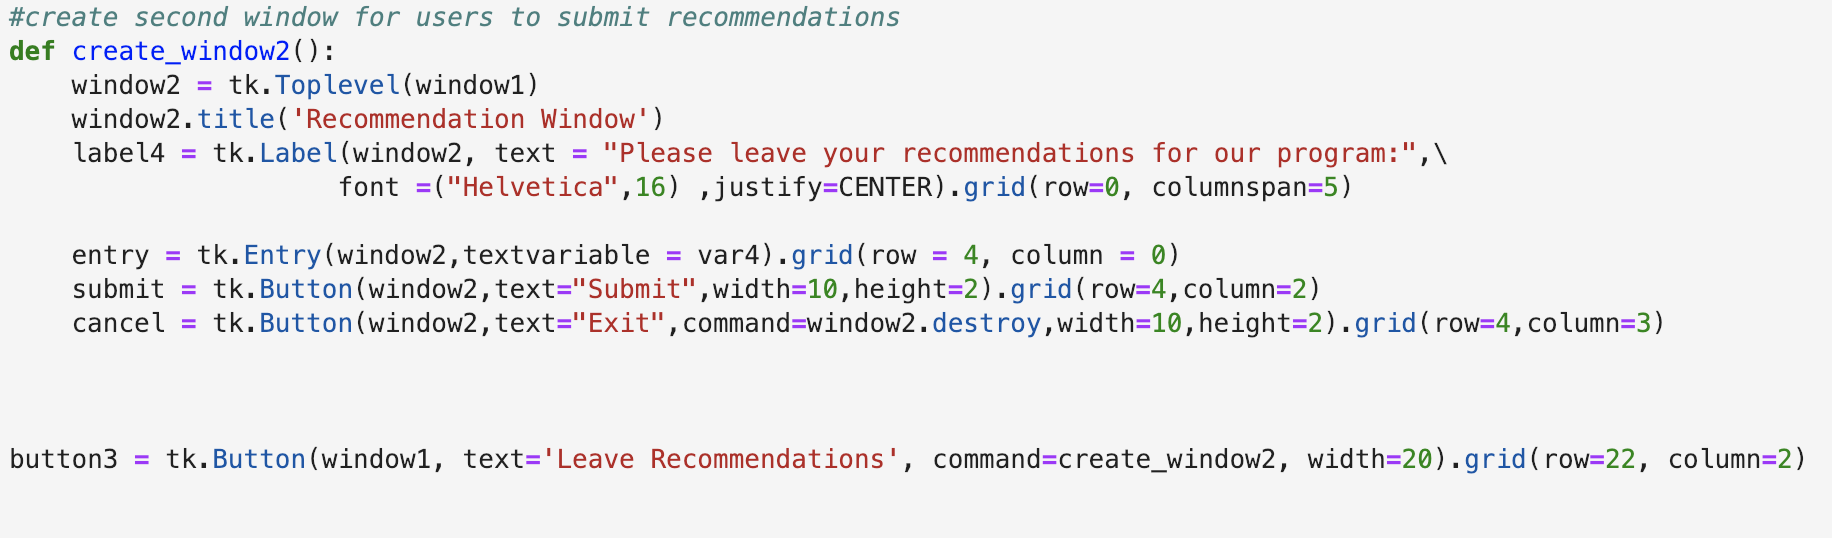 #create second window for users to submit recommendations
def create_window2():
    window2 = tk.Toplevel(window1)
    window2.title('Recommendation Window')
    label4 = tk.Label(window2, text = "Please leave your recommendations for our program:",\
                     font =("Helvetica",16) ,justify=CENTER).grid(row=0, columnspan=5)
    entry = tk.Entry(window2,textvariable = var4).grid(row = 4, column = 0)
    submit = tk.Button(window2,text="Submit",width=10,height=2).grid(row=4,column=2)
    cancel = tk.Button(window2,text="Exit",command=window2.destroy,width=10,height=2).grid(row=4,column=3)
button3 = tk.Button(window1, text='Leave Recommendations', command=create_window2, width=20).grid(row=22, column=2)